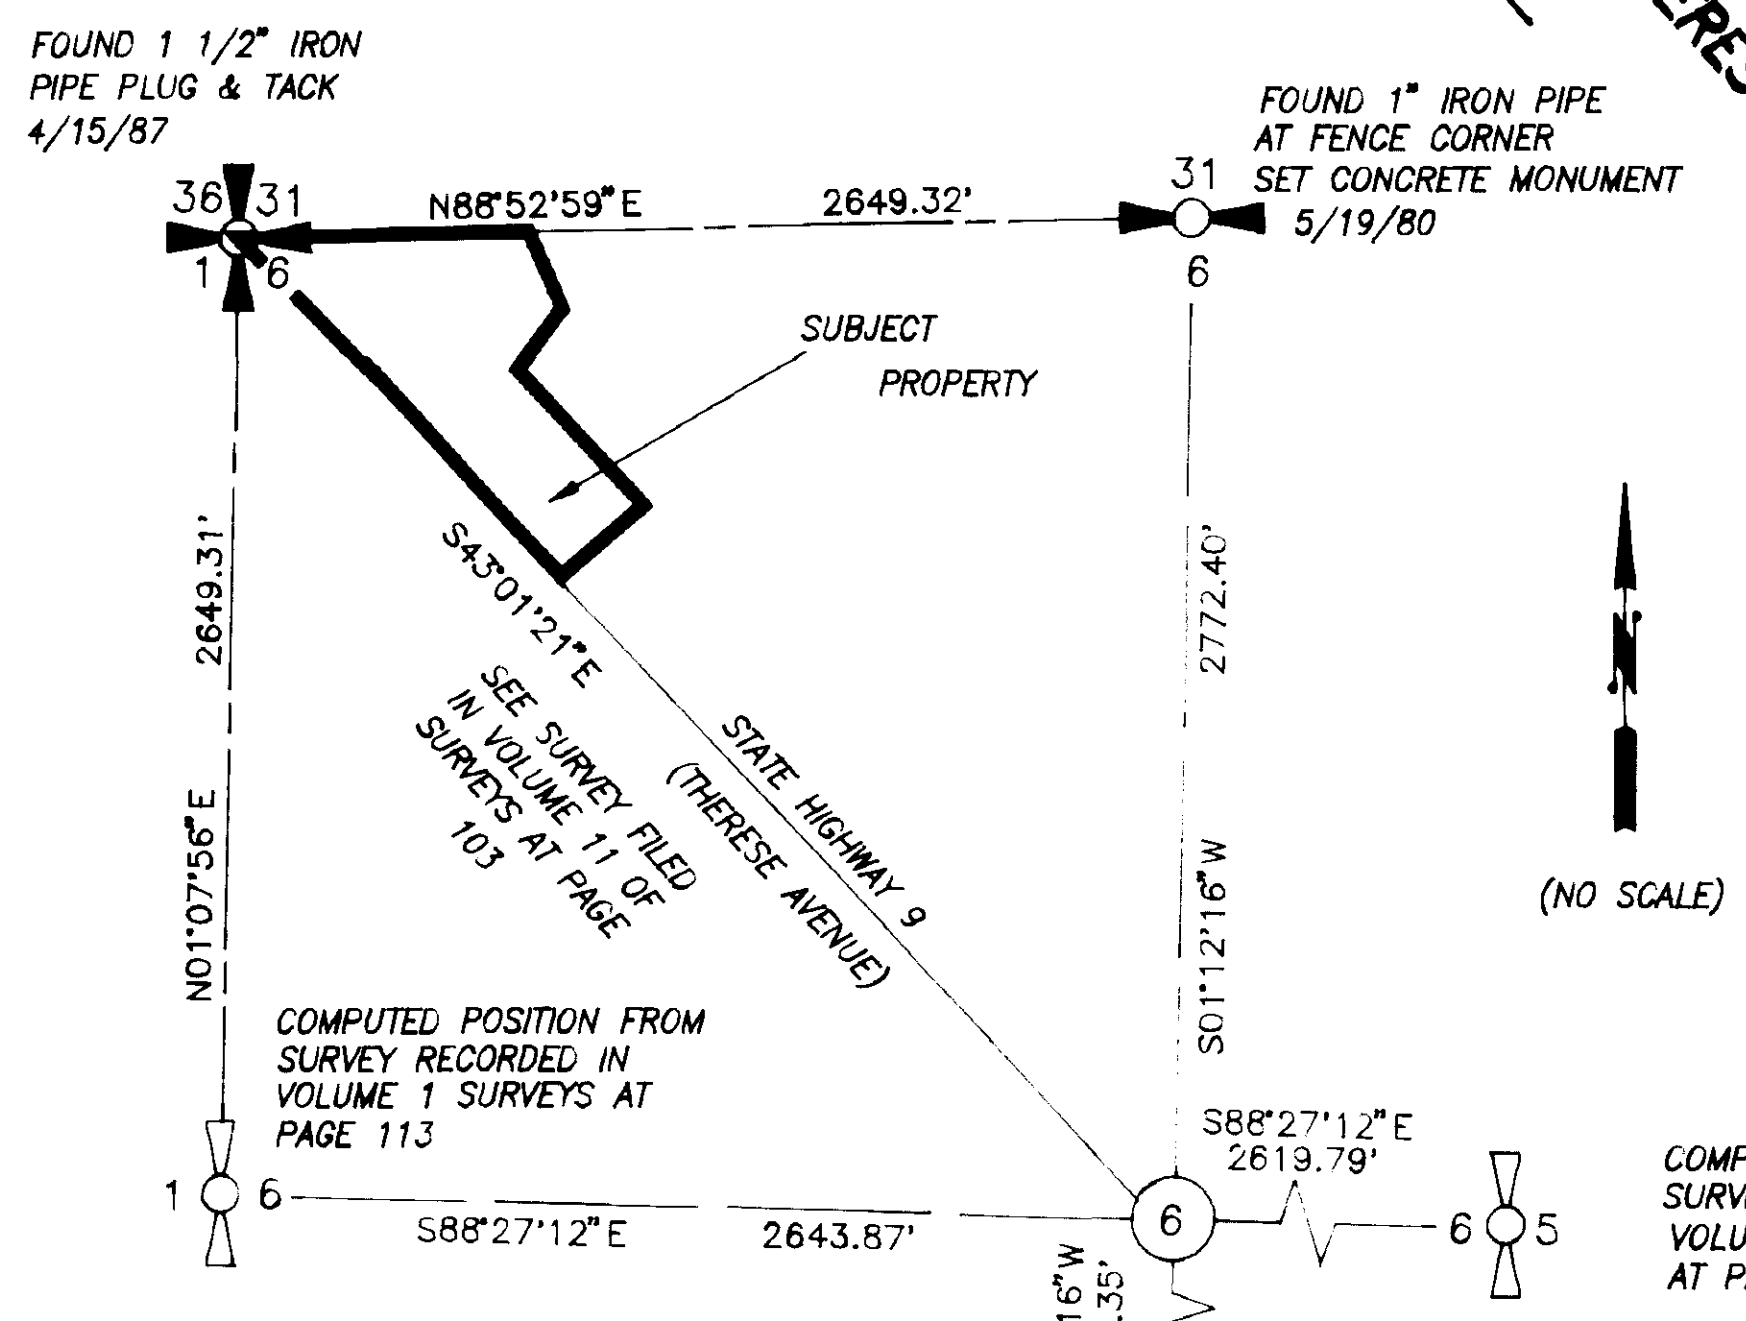 FOUND 1 1/2" IRON
PIPE PLUG & TACK
4/15/87
FOUND 1" IRON PIPE
AT FENCE CORNER
SET CONCRETE MONUMENT
5/19/80
36 31
1 6
N88°52'59"E 2649.32'
31
6
SUBJECT
PROPERTY
2649.31'
N01°07'56"E
S43°01'21"E
SEE SURVEY FILED
IN VOLUME 11 OF
SURVEYS AT PAGE
103
STATE HIGHWAY 9
(THERESE AVENUE)
2772.40'
S01°12'16"W
(NO SCALE)
COMPUTED POSITION FROM
SURVEY RECORDED IN
VOLUME 1 SURVEYS AT
PAGE 113
1 6
S88°27'12"E 2643.87'
6
S88°27'12"E
2619.79'
6 5
16"W
.35'